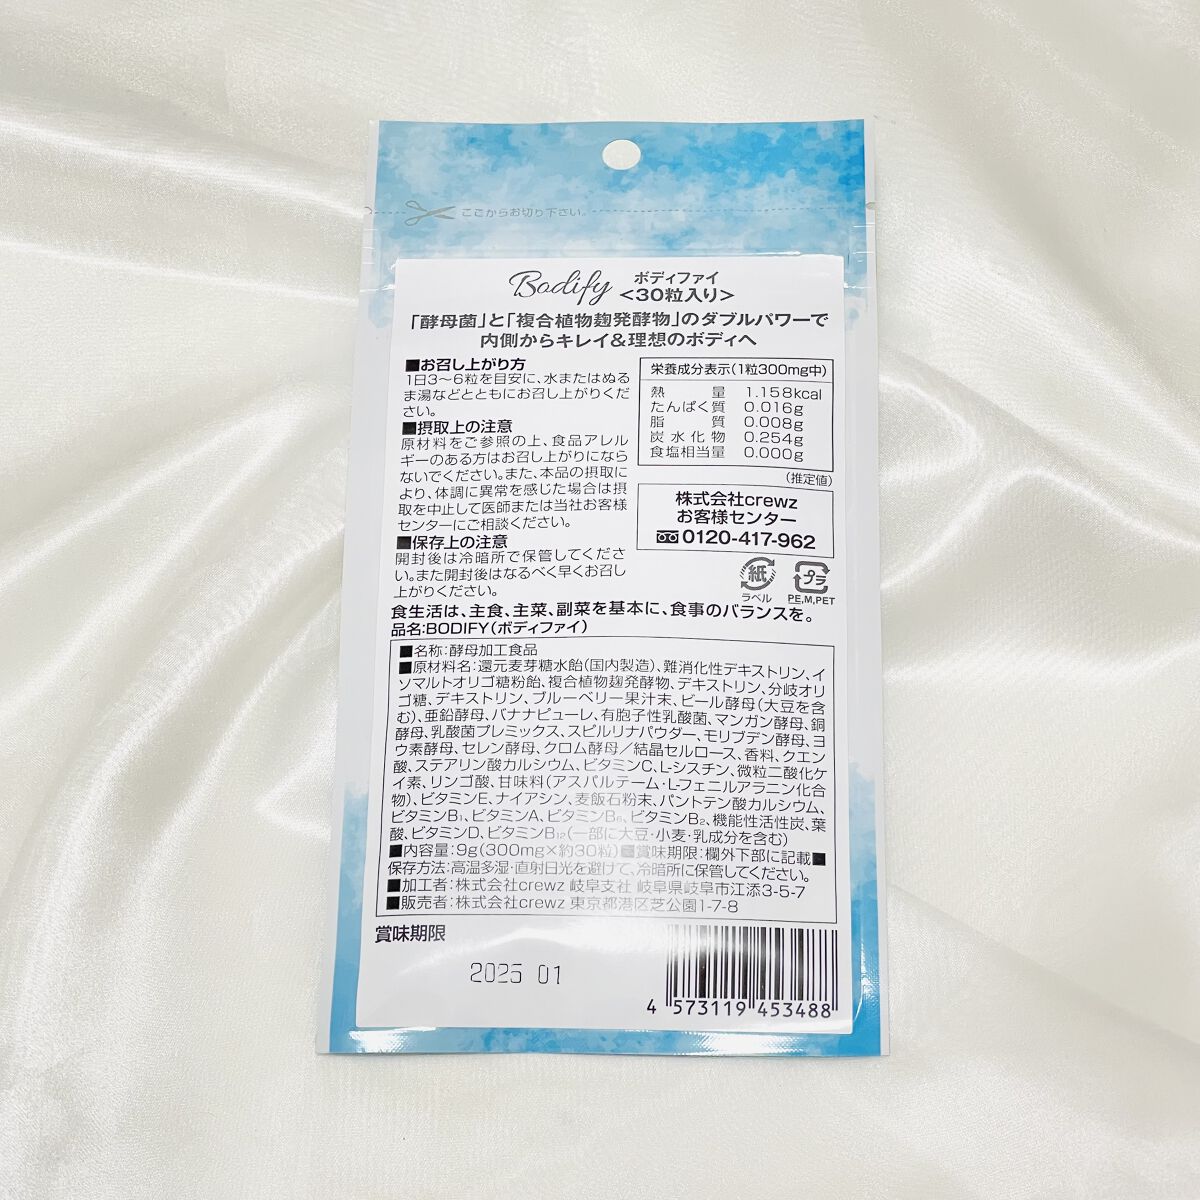 ここからお切り下さい。
Bodify ボディファイ
<30粒入り>
「酵母菌」と「複合植物麹発酵物」のダブルパワーで
内側からキレイ&理想のボディへ
■お召し上がり方
1日3〜6粒を目安に、水またはぬる
ま湯などとともにお召し上がりくだ
さい。
■摂取上の注意
原材料をご参照の上、食品アレル
ギーのある方はお召し上がりになら
ないでください。また、本品の摂取に
より、体調に異常を感じた場合は摂
取を中止して医師または当社お客様
センターにご相談ください。
■保存上の注意
開封後は冷暗所で保管してくださ
い。また開封後はなるべく早くお召し
上がりください。
栄養成分表示(1粒300mg中)
熱量 1.158kcal
たんぱく質 0.016g
脂質 0.008g
炭水化物 0.254g
食塩相当量 0.000g
(推定値)
株式会社crewz
お客様センター
0120-417-962
紙 プラ
ラベル PE,M,PET
食生活は、主食、主菜、副菜を基本に、食事のバランスを。
品名:BODIFY(ボディファイ)
■名称:酵母加工食品
■原材料名:還元麦芽糖水飴(国内製造)、難消化性デキストリン、イ
ソマルトオリゴ糖粉飴、複合植物麹発酵物、デキストリン、分岐オリ
ゴ糖、デキストリン、ブルーベリー果汁末、ビール酵母(大豆を含
む)、亜鉛酵母、バナナピューレ、有胞子性乳酸菌、マンガン酵母、銅
酵母、乳酸菌プレミックス、スピルリナパウダー、モリブデン酵母、ヨ
ウ素酵母、セレン酵母、クロム酵母/結晶セルロース、香料、クエン
酸、ステアリン酸カルシウム、ビタミンC、L-シスチン、微粒二酸化ケ
イ素、リンゴ酸、甘味料(アスパルテーム・L-フェニルアラニン化合
物)、ビタミンE、ナイアシン、麦飯石粉末、パントテン酸カルシウム、
ビタミンB1、ビタミンA、ビタミンB6、ビタミンB2、機能性活性炭、葉
酸、ビタミンD、ビタミンB12(一部に大豆・小麦・乳成分を含む)
■内容量:9g(300mg×約30粒)■賞味期限:欄外下部に記載■
保存方法:高温多湿・直射日光を避けて、冷暗所に保管してください。
■加工者:株式会社crewz 岐阜支社 岐阜県岐阜市江添3-5-7
■販売者:株式会社crewz 東京都港区芝公園1-7-8
賞味期限
2025 01
4 573119 453488